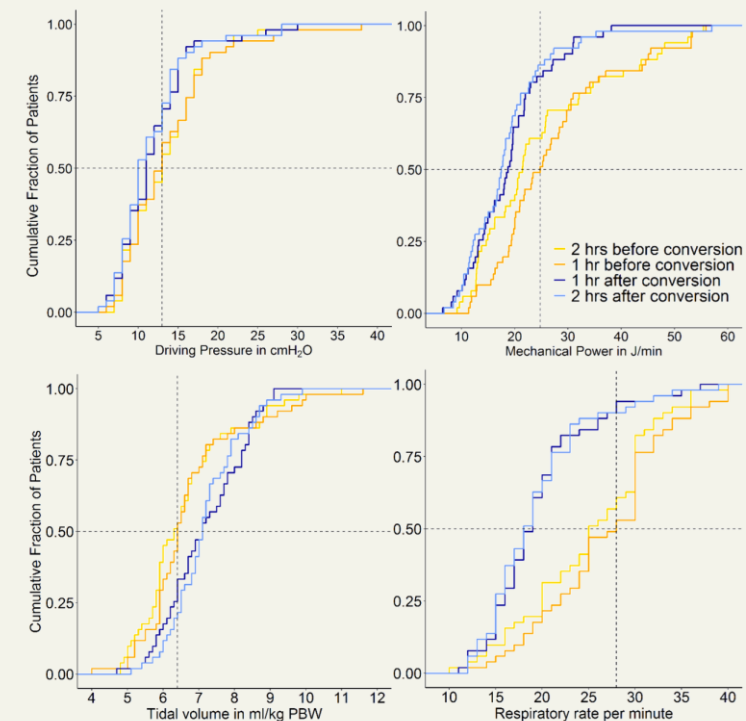 Cumulative Fraction of Patients
1.00
0.75
0.50
0.25
0.00
5 10 15 20 25 30 35 40
Driving Pressure in cmH₂O
1.00
0.75
0.50
0.25
0.00
2 hrs before conversion
1 hr before conversion
1 hr after conversion
2 hrs after conversion
10 20 30 40 50 60
Mechanical Power in J/min
Cumulative Fraction of Patients
1.00
0.75
0.50
0.25
0.00
4 5 6 7 8 9 10 11 12
Tidal volume in ml/kg PBW
1.00
0.75
0.50
0.25
0.00
10 15 20 25 30 35 40
Respiratory rate per minute